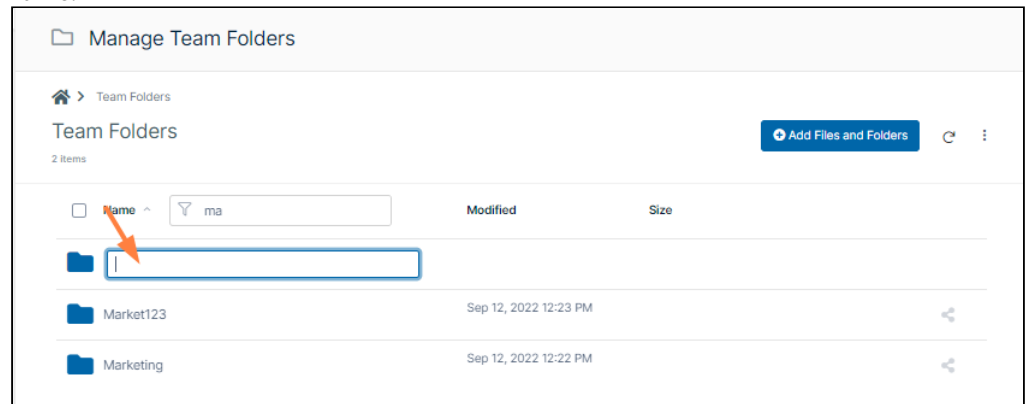 Manage Team Folders
Team Folders
Team Folders
Add Files and Folders
2 items
Name
ma
Modified
Size
Market123
Sep 12, 2022 12:23 PM
Marketing
Sep 12, 2022 12:22 PM